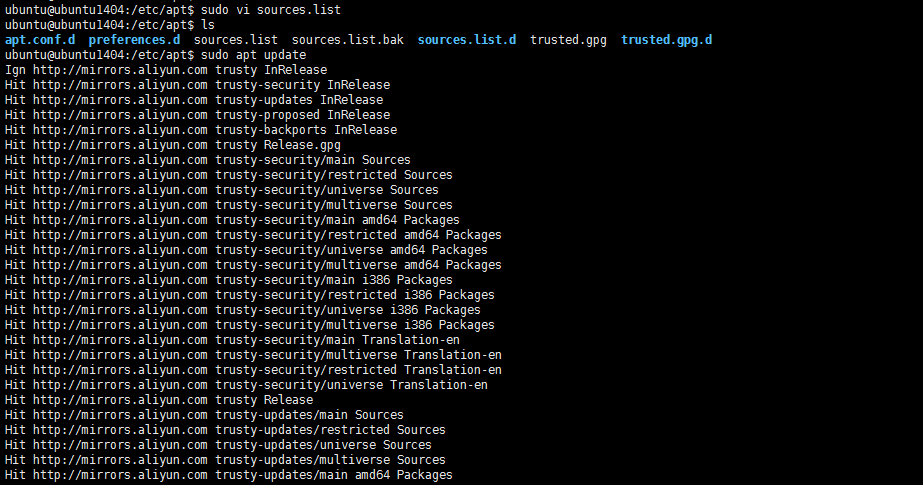 ubuntu@ubuntu1404:/etc/apt$ sudo vi sources.list
ubuntu@ubuntu1404:/etc/apt$ ls
apt.conf.d preferences.d sources.list sources.list.bak sources.list.d trusted.gpg trusted.gpg.d
ubuntu@ubuntu1404:/etc/apt$ sudo apt update
Ign http://mirrors.aliyun.com trusty InRelease
Hit http://mirrors.aliyun.com trusty-security InRelease
Hit http://mirrors.aliyun.com trusty-updates InRelease
Hit http://mirrors.aliyun.com trusty-proposed InRelease
Hit http://mirrors.aliyun.com trusty-backports InRelease
Hit http://mirrors.aliyun.com trusty Release.gpg
Hit http://mirrors.aliyun.com trusty-security/main Sources
Hit http://mirrors.aliyun.com trusty-security/restricted Sources
Hit http://mirrors.aliyun.com trusty-security/universe Sources
Hit http://mirrors.aliyun.com trusty-security/multiverse Sources
Hit http://mirrors.aliyun.com trusty-security/main amd64 Packages
Hit http://mirrors.aliyun.com trusty-security/restricted amd64 Packages
Hit http://mirrors.aliyun.com trusty-security/universe amd64 Packages
Hit http://mirrors.aliyun.com trusty-security/multiverse amd64 Packages
Hit http://mirrors.aliyun.com trusty-security/main i386 Packages
Hit http://mirrors.aliyun.com trusty-security/restricted i386 Packages
Hit http://mirrors.aliyun.com trusty-security/universe i386 Packages
Hit http://mirrors.aliyun.com trusty-security/multiverse i386 Packages
Hit http://mirrors.aliyun.com trusty-security/main Translation-en
Hit http://mirrors.aliyun.com trusty-security/multiverse Translation-en
Hit http://mirrors.aliyun.com trusty-security/restricted Translation-en
Hit http://mirrors.aliyun.com trusty-security/universe Translation-en
Hit http://mirrors.aliyun.com trusty Release
Hit http://mirrors.aliyun.com trusty-updates/main Sources
Hit http://mirrors.aliyun.com trusty-updates/restricted Sources
Hit http://mirrors.aliyun.com trusty-updates/universe Sources
Hit http://mirrors.aliyun.com trusty-updates/multiverse Sources
Hit http://mirrors.aliyun.com trusty-updates/main amd64 Packages